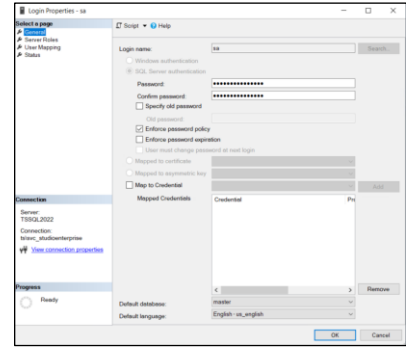 Login Properties - sa
Select a page
General
Server Roles
User Mapping
Status
Script
Help
Login name:
sa
Search...
Windows authentication
SQL Server authentication
Password:
●●●●●●●●●●●●●●●
Confirm password:
●●●●●●●●●●●●●●●
Specify old password
Old password:
Enforce password policy
Enforce password expiration
User must change password at next login
Mapped to certificate
Mapped to asymmetric key
Map to Credential
Add
Mapped Credentials
Credential
Pro
Connection
Server:
TSSQL2022
Connection:
View connection properties
Progress
Ready
Remove
Default database:
master
Default language:
English - us_english
OK
Cancel